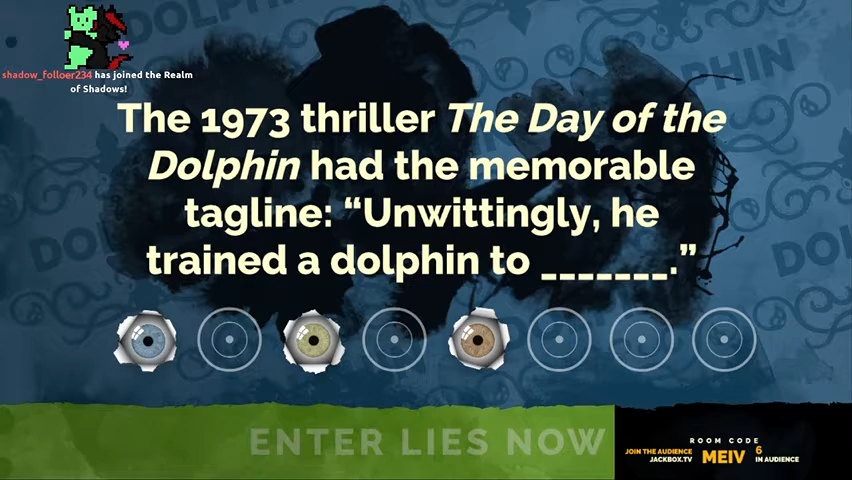 shadow_folloer234 has joined the Realm
of Shadows!
DOLPHIN
The 1973 thriller The Day of the
Dolphin had the memorable
tagline: “Unwittingly, he
trained a dolphin to _______.”
ENTER LIES NOW
ROOM CODE
JOIN THE AUDIENCE
JACKBOX.TV
MEIV
6
IN AUDIENCE